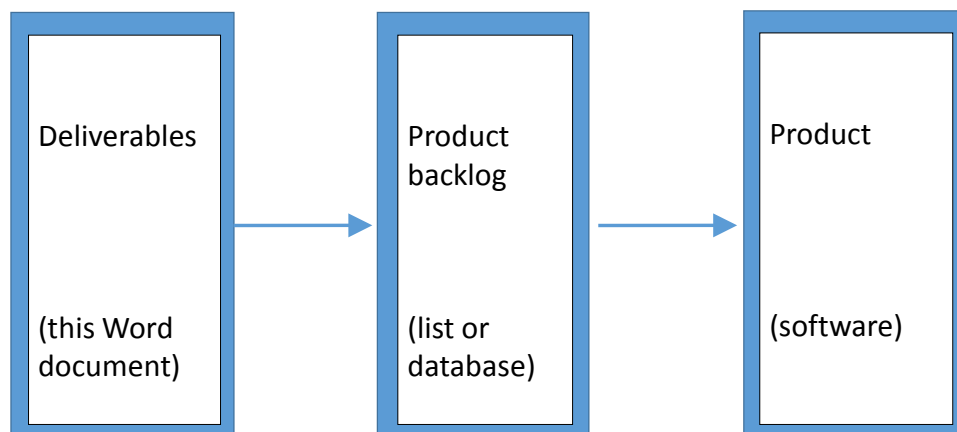 Deliverables
(this Word
document)
Product
backlog
(list or
database)
Product
(software)